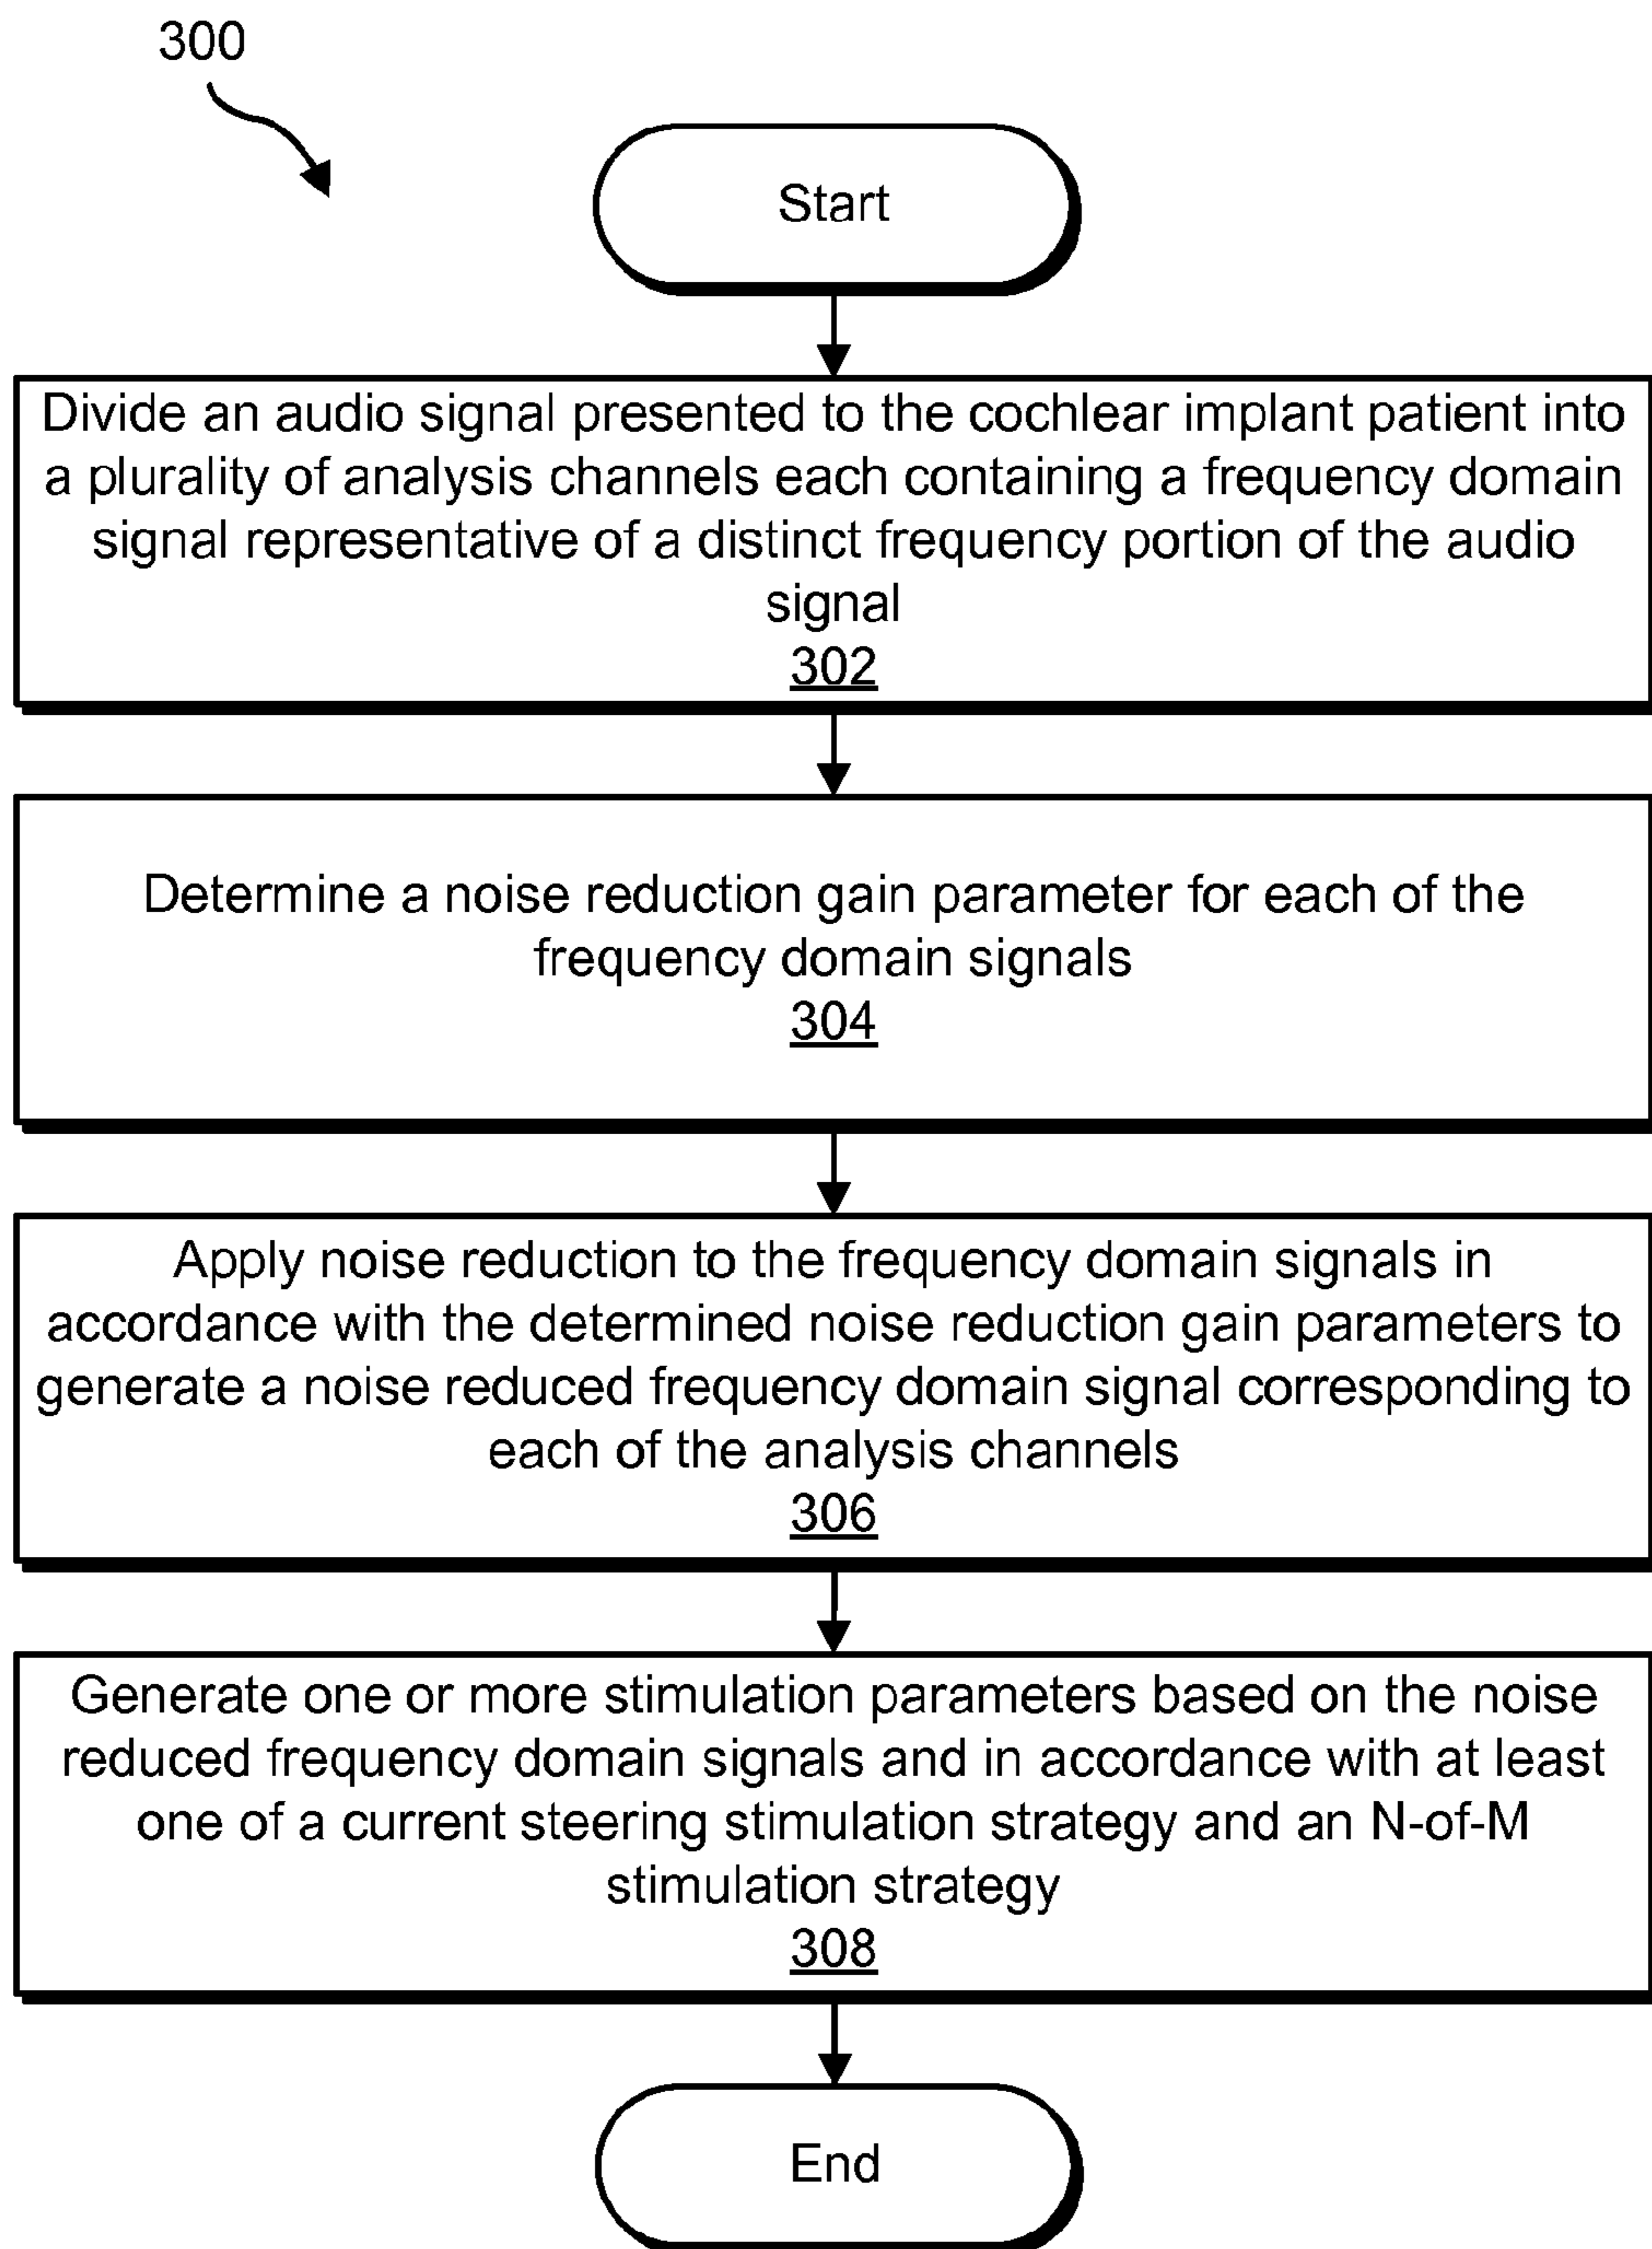 300
Start
Divide an audio signal presented to the cochlear implant patient into
a plurality of analysis channels each containing a frequency domain
signal representative of a distinct frequency portion of the audio
signal
302
Determine a noise reduction gain parameter for each of the
frequency domain signals
304
Apply noise reduction to the frequency domain signals in
accordance with the determined noise reduction gain parameters to
generate a noise reduced frequency domain signal corresponding to
each of the analysis channels
306
Generate one or more stimulation parameters based on the noise
reduced frequency domain signals and in accordance with at least
one of a current steering stimulation strategy and an N-of-M
stimulation strategy
308
End